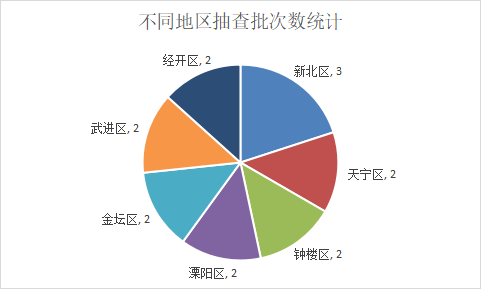 不同地区抽查批次数统计
新北区, 3
天宁区, 2
钟楼区, 2
溧阳区, 2
金坛区, 2
武进区, 2
经开区, 2